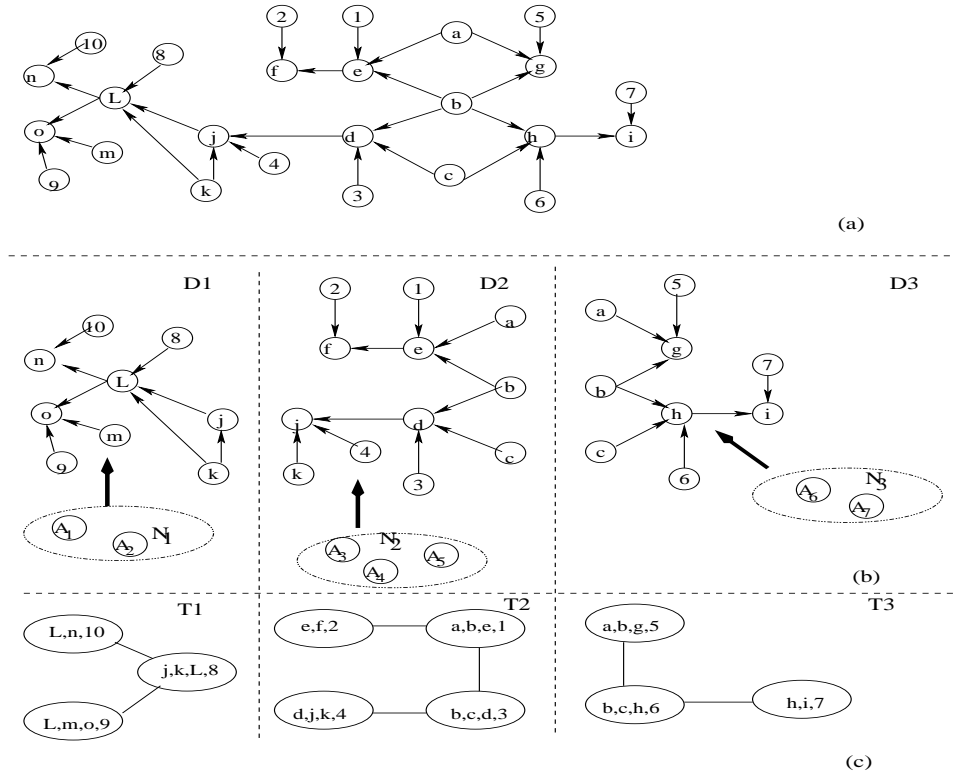 2 1 5
a
10
8
f e g
n
7
L b
o j d h i
m 4
c
9 k 3 6
(a)
D1 D2 D3
2 1 5
a a
10
8
f e g
n
7
L b b
o j j d h i
m
4 c c
9 k k 3 6
A6 N3
A7
A1 N1
A2
A3 N2 A5
A4
(b)
T1 T2 T3
L,n,10
e,f,2 a,b,e,1 a,b,g,5
j,k,L,8
h,i,7
L,m,o,9 d,j,k,4 b,c,d,3 b,c,h,6
(c)